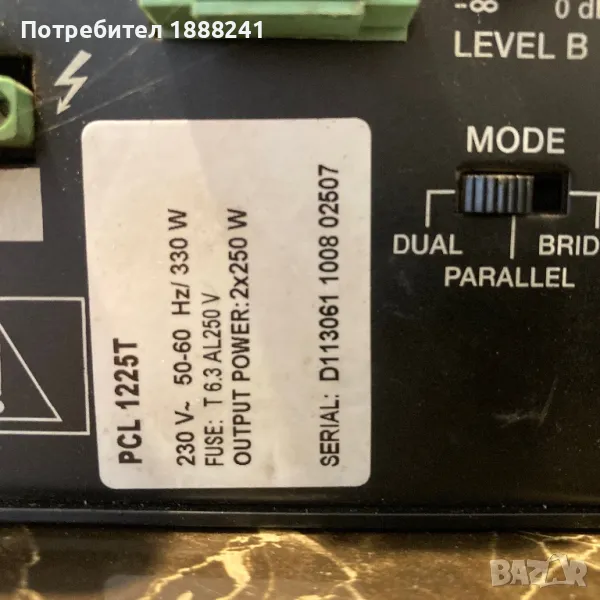 Потребител 1888241
-∞ 0 d
LEVEL B
MODE
DUAL BRID
PARALLEL
PCL 1225T
230 V~ 50-60 Hz/ 330 W
FUSE: T 6.3 AL250 V
OUTPUT POWER: 2x250 W
SERIAL: D113061 1008 02507
BAZAR